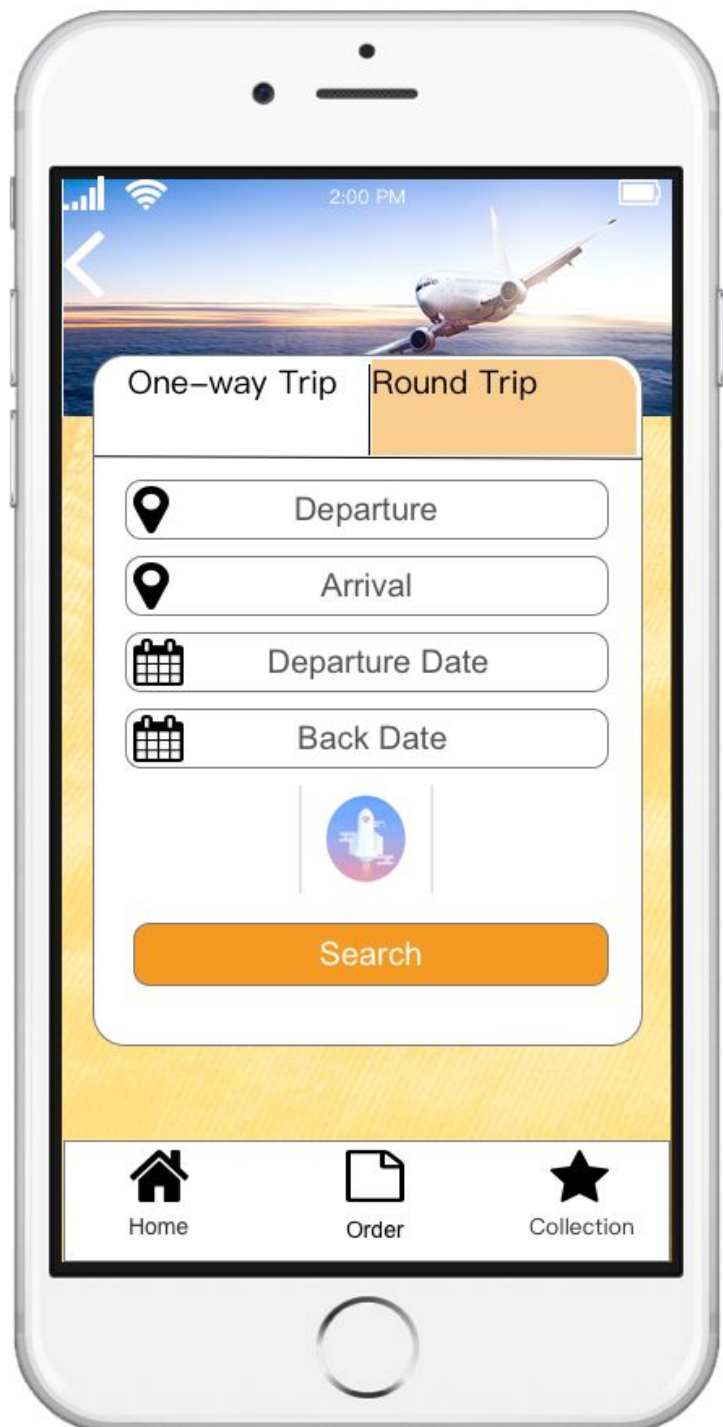 2:00 PM
One-way Trip
Round Trip
Departure
Arrival
Departure Date
Back Date
Search
Home
Order
Collection